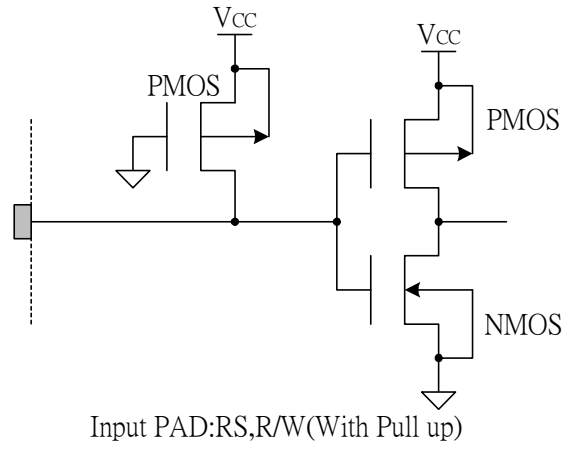 VCC
VCC
PMOS
PMOS
NMOS
Input PAD:RS,R/W(With Pull up)